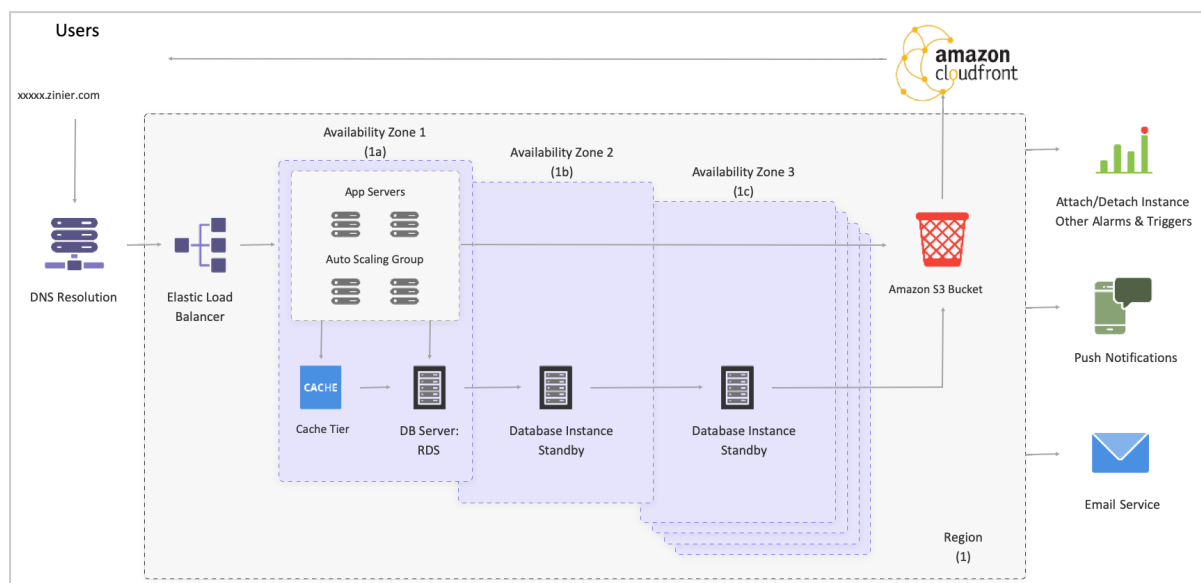 Users
amazon
cloudfront
xxxxx.zinier.com
Availability Zone 1
(1a)
Availability Zone 2
(1b)
Availability Zone 3
(1c)
App Servers
Auto Scaling Group
Attach/Detach Instance
Other Alarms & Triggers
DNS Resolution
Elastic Load
Balancer
Amazon S3 Bucket
Push Notifications
CACHE
Cache Tier
DB Server:
RDS
Database Instance
Standby
Database Instance
Standby
Email Service
Region
(1)